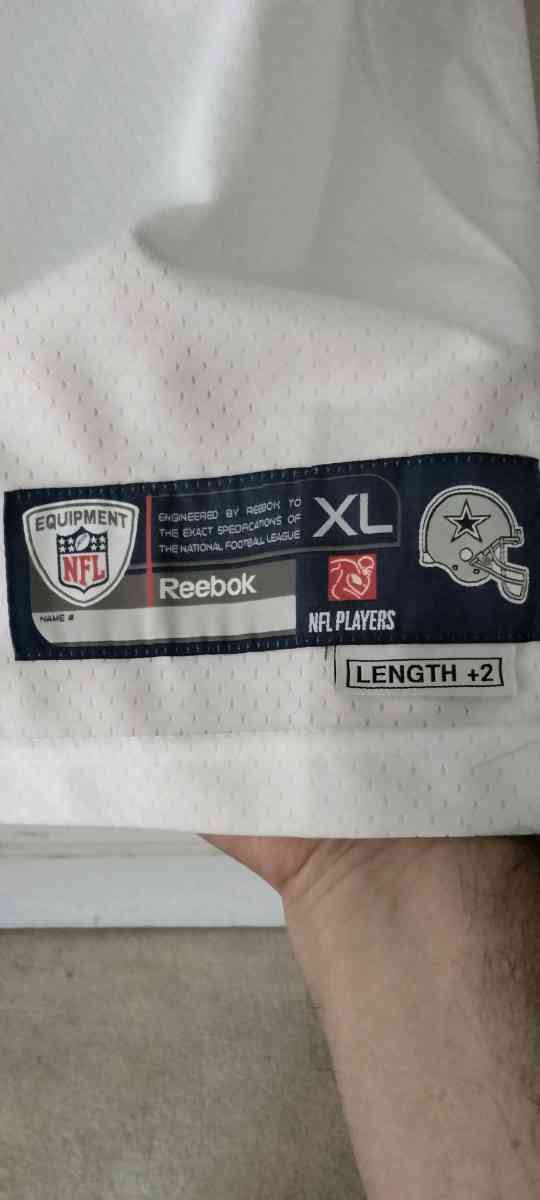 EQUIPMENT
NFL
ENGINEERED BY REEBOK TO
THE EXACT SPECIFICATIONS OF
THE NATIONAL FOOTBALL LEAGUE
XL
Reebok
NAME #
NFL PLAYERS
LENGTH +2